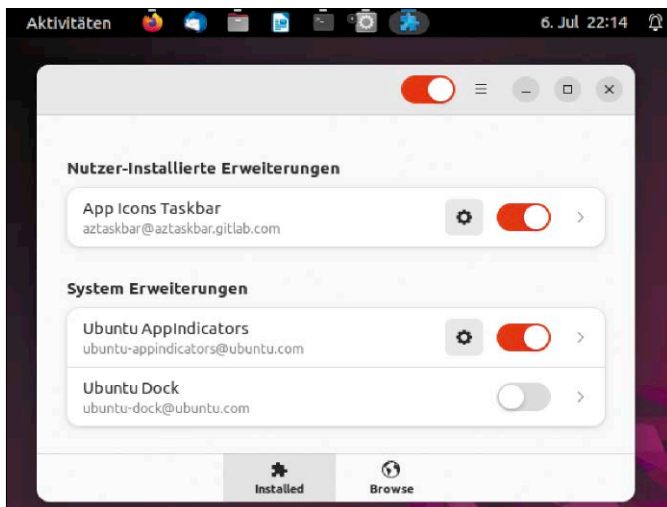 Aktivitäten
6. Jul 22:14
Nutzer-Installierte Erweiterungen
App Icons Taskbar
aztaskbar@aztaskbar.gitlab.com
System Erweiterungen
Ubuntu AppIndicators
ubuntu-appindicators@ubuntu.com
Ubuntu Dock
ubuntu-dock@ubuntu.com
Installed
Browse